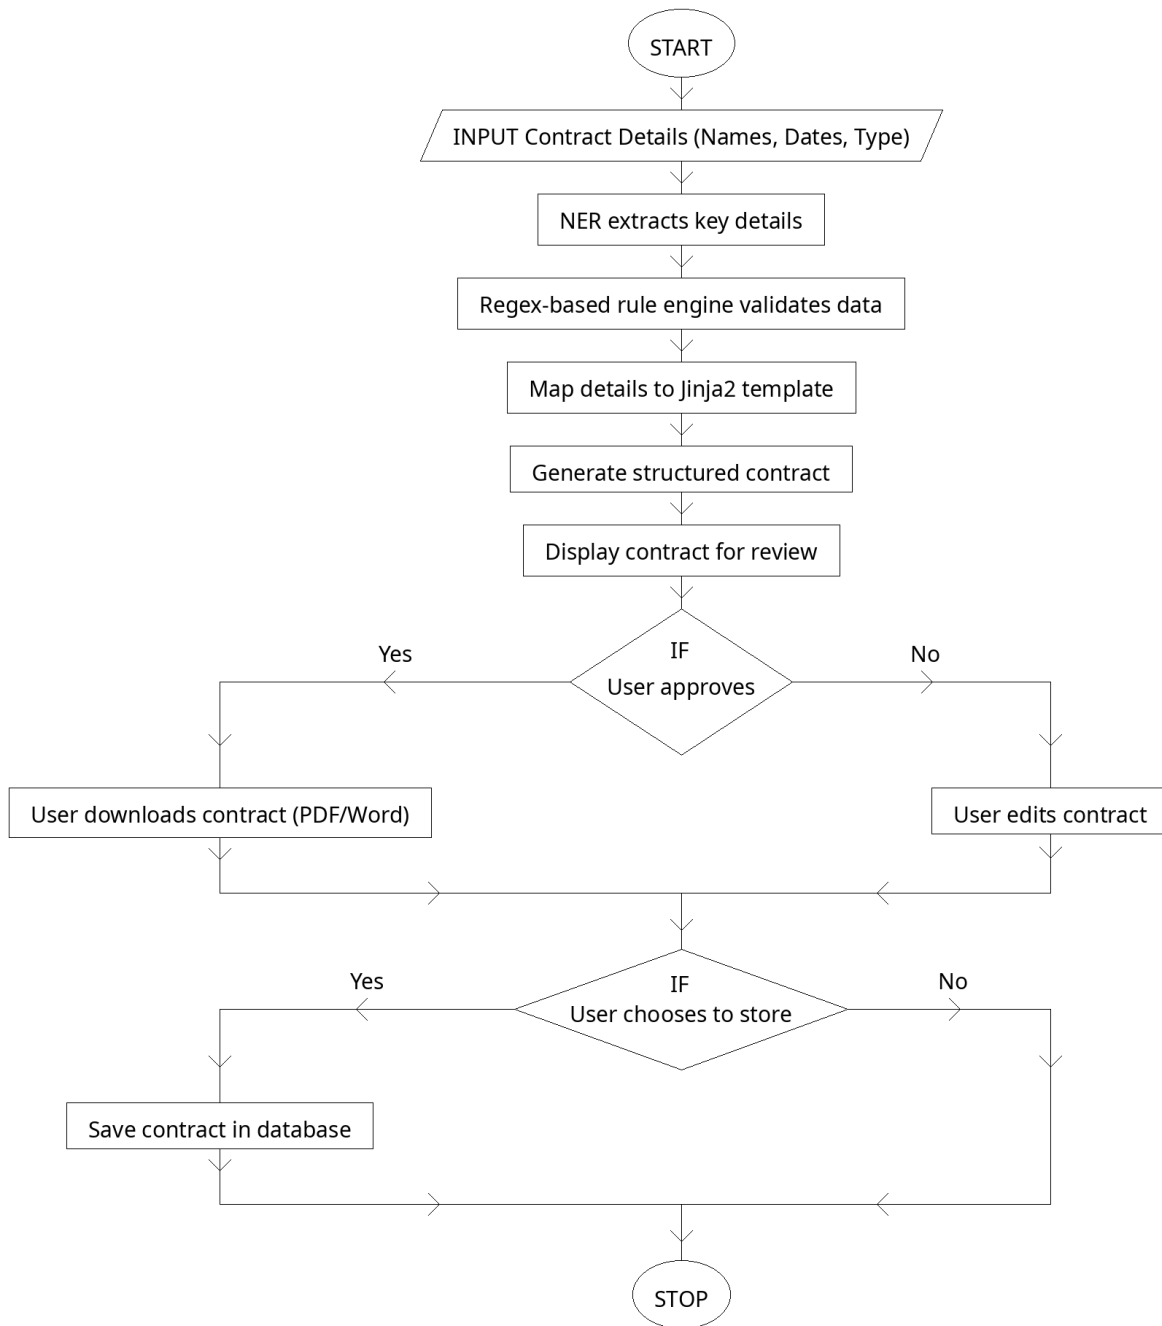 START
INPUT Contract Details (Names, Dates, Type)
NER extracts key details
Regex-based rule engine validates data
Map details to Jinja2 template
Generate structured contract
Display contract for review
IF
User approves
Yes
No
User downloads contract (PDF/Word)
User edits contract
IF
User chooses to store
Yes
No
Save contract in database
STOP